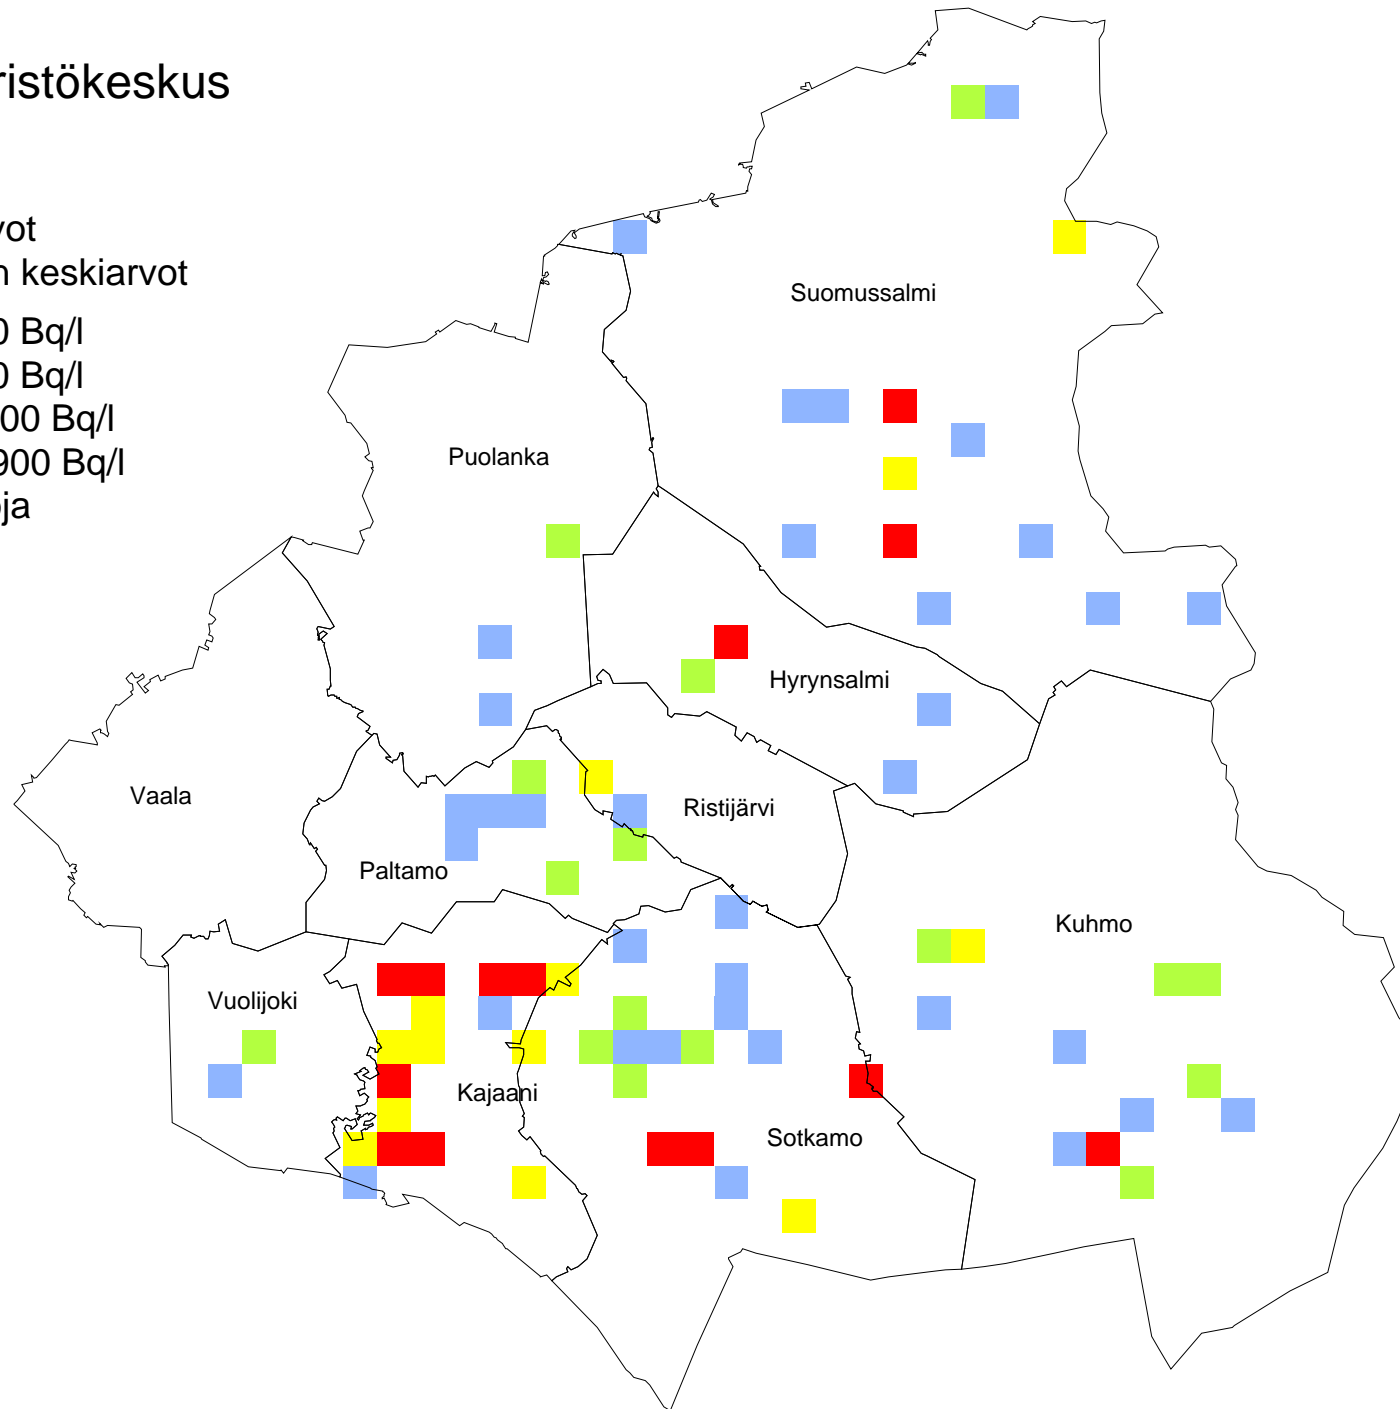 ristökeskus
vot
n keskiarvot
0 Bq/l
0 Bq/l
00 Bq/l
900 Bq/l
oja
Suomussalmi
Puolanka
Hyrynsalmi
Vaala
Ristijärvi
Paltamo
Kuhmo
Vuolijoki
Kajaani
Sotkamo